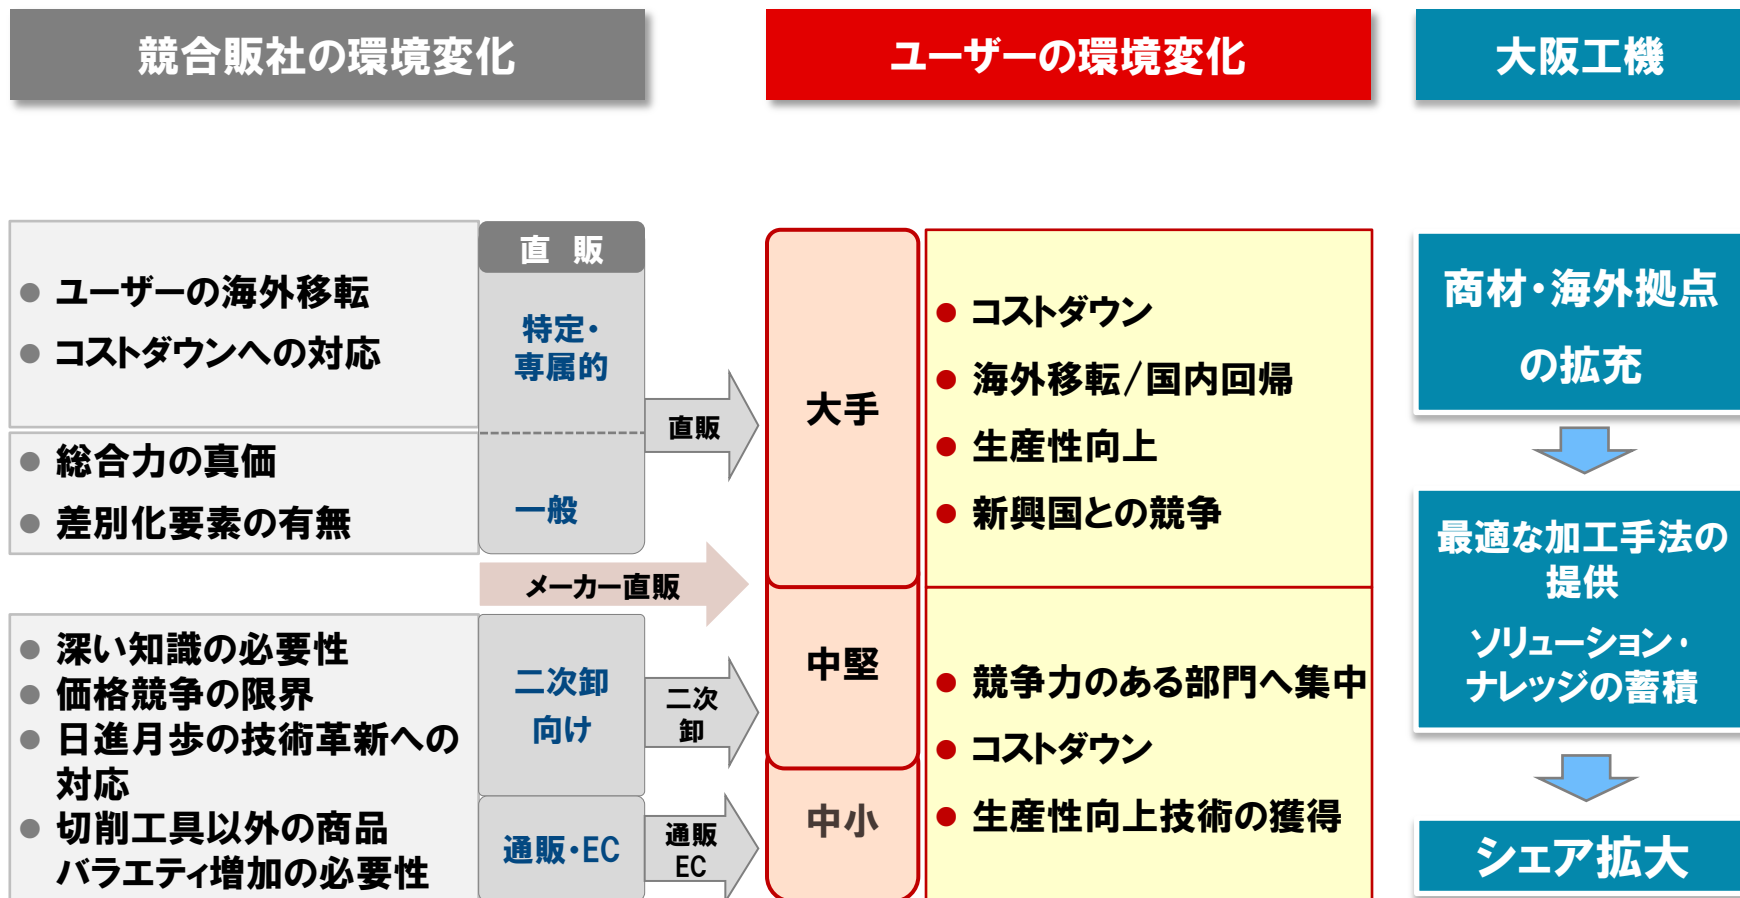 競合販社の環境変化
ユーザーの環境変化
大阪工機
直 販
● ユーザーの海外移転
● コストダウンへの対応
特定・
専属的
● 総合力の真価
● 差別化要素の有無
一般
直販
メーカー直販
● 深い知識の必要性
● 価格競争の限界
● 日進月歩の技術革新への
対応
● 切削工具以外の商品
バラエティ増加の必要性
二次卸
向け
二次
卸
通販・EC
通販
EC
大手
● コストダウン
● 海外移転/国内回帰
● 生産性向上
● 新興国との競争
中堅
中小
● 競争力のある部門へ集中
● コストダウン
● 生産性向上技術の獲得
商材・海外拠点
の拡充
最適な加工手法の
提供
ソリューション・
ナレッジの蓄積
シェア拡大